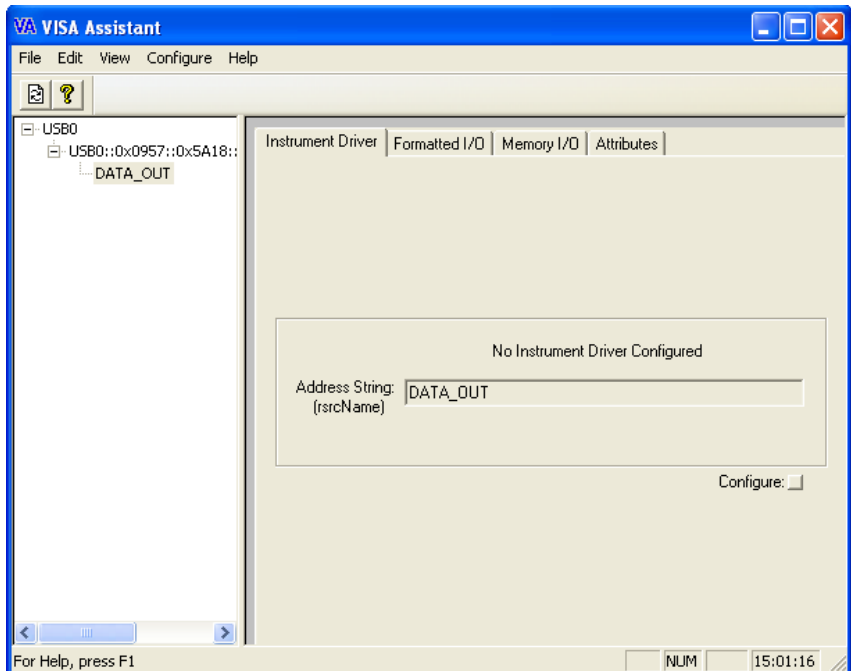 VA VISA Assistant
File Edit View Configure Help
USB0
USB0::0x0957::0x5A18::
DATA_OUT
Instrument Driver Formatted I/O Memory I/O Attributes
No Instrument Driver Configured
Address String: DATA_OUT
(rsrcName)
Configure:
For Help, press F1 NUM 15:01:16